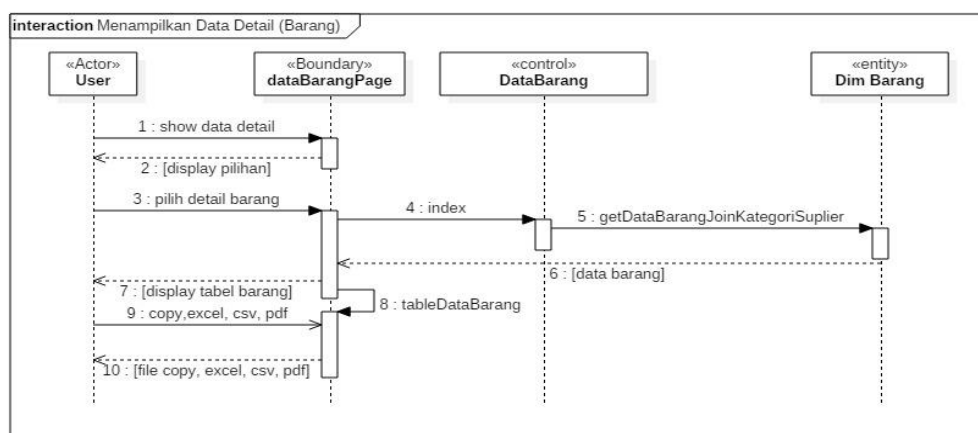 interaction Menampilkan Data Detail (Barang)
«Actor»
User
«Boundary»
dataBarangPage
«control»
DataBarang
«entity»
Dim Barang
1 : show data detail
2 : [display pilihan]
3 : pilih detail barang
4 : index
5 : getDataBarangJoinKategoriSuplier
6 : [data barang]
7 : [display tabel barang]
8 : tableDataBarang
9 : copy,excel, csv, pdf
10 : [file copy, excel, csv, pdf]